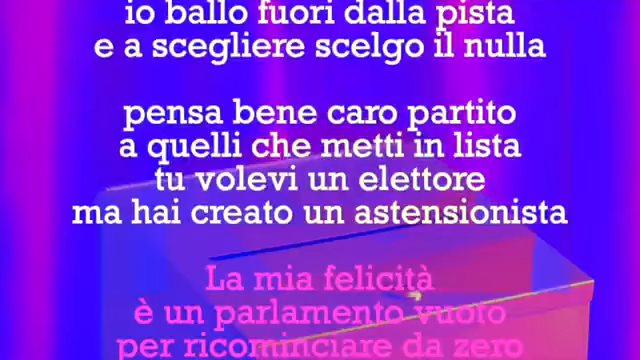 io ballo fuori dalla pista
e a scegliere scelgo il nulla
pensa bene caro partito
a quelli che metti in lista
tu volevi un elettore
ma hai creato un astensionista
La mia felicità
è un parlamento vuoto
per ricominciare da zero